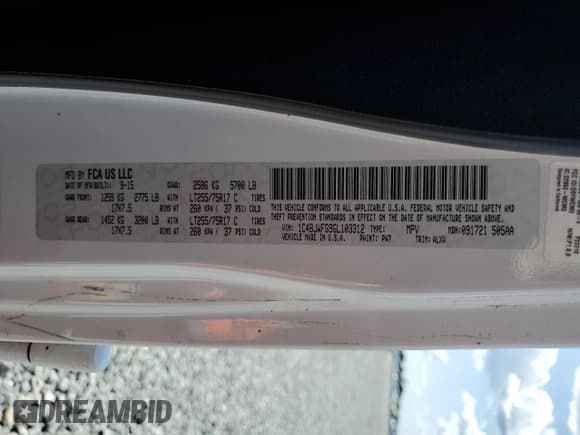 MFD BY FCA US LLC
DATE OF MFR/BUILT: 9-15 GVWR: 2586 KG 5700 LB
GAWR FRONT: 1259 KG 2775 LB WITH LT255/75R17 C TIRES
17X7.5 RIMS AT 260 KPA ( 37 PSI) COLD
GAWR REAR: 1452 KG 3200 LB WITH LT255/75R17 C TIRES
17X7.5 RIMS AT 260 KPA ( 37 PSI) COLD
THIS VEHICLE CONFORMS TO ALL APPLICABLE U.S.A. FEDERAL MOTOR VEHICLE SAFETY
AND THEFT PREVENTION STANDARDS IN EFFECT ON THE DATE OF MANUFACTURE SHOWN ABOVE.
VIN: 1C4BJWFG9GL103312 TYPE: MPV MDH: 091721 505AA
VEHICLE MADE IN U.S.A. PAINT: PW7 TRIM: ALXV
DREAMBID